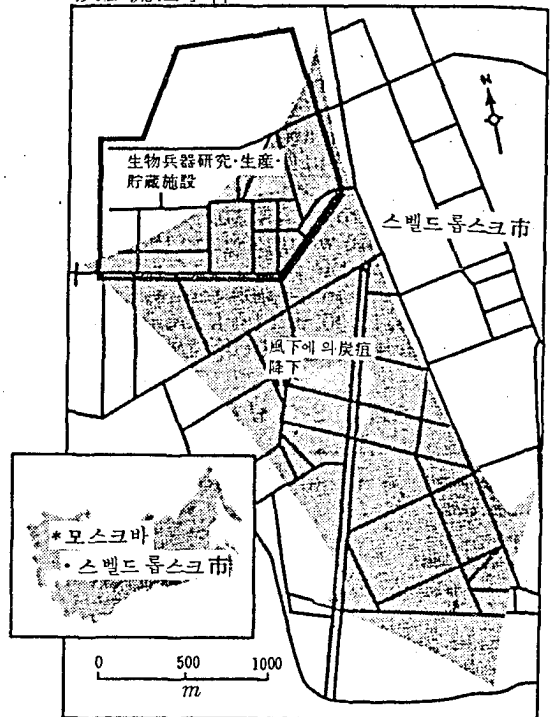 N
生物兵器研究·生産·
貯蔵施設
스벨드롭스크市
風下에의炭疽
降下
*모스크바
·스벨드롭스크市
0 500 1000
m